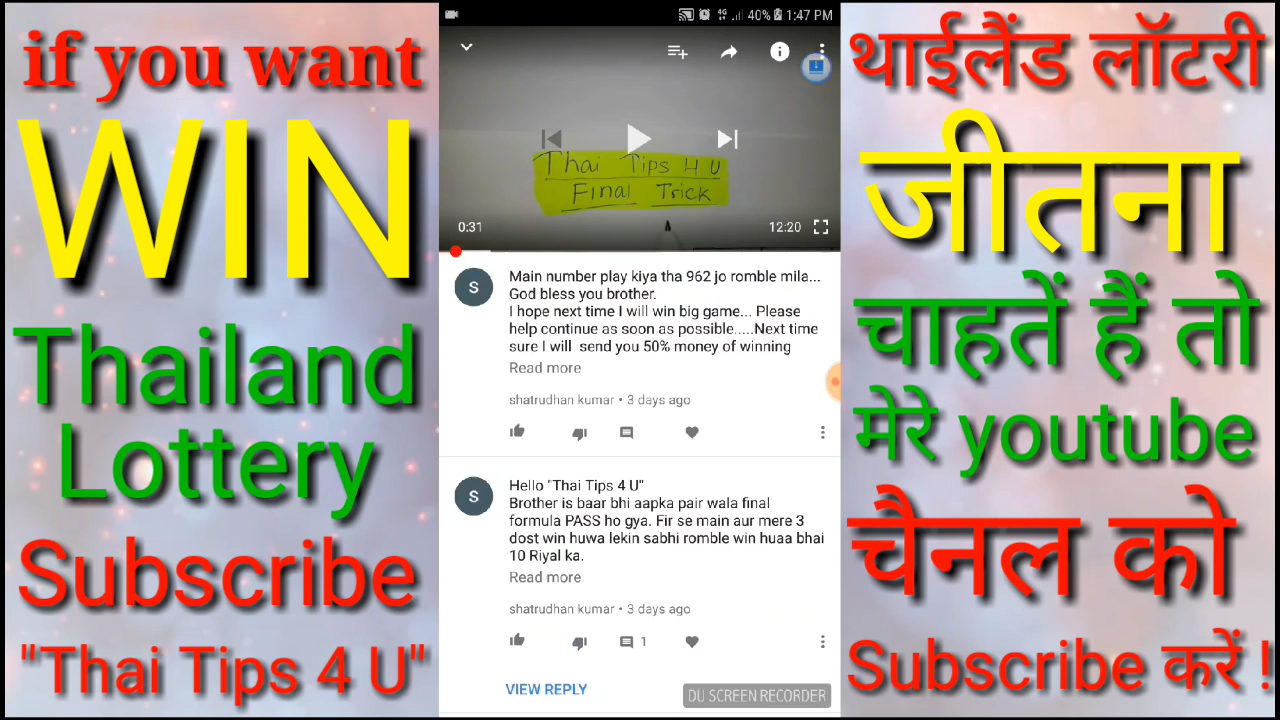 if you want
WIN
Thailand
Lottery
Subscribe
"Thai Tips 4 U"
4G 40% 1:47 PM
Thai Tips 4 U
Final Trick
0:31 12:20
S
Main number play kiya tha 962 jo romble mila...
God bless you brother.
I hope next time I will win big game... Please
help continue as soon as possible.....Next time
sure I will send you 50% money of winning
Read more
shatrudhan kumar • 3 days ago
S
Hello "Thai Tips 4 U"
Brother is baar bhi aapka pair wala final
formula PASS ho gya. Fir se main aur mere 3
dost win huwa lekin sabhi romble win huaa bhai
10 Riyal ka.
Read more
shatrudhan kumar • 3 days ago
1
VIEW REPLY
DU SCREEN RECORDER
थाईलैंड लॉटरी
जीतना
चाहतें हैं तो
मेरे youtube
चैनल को
Subscribe करें !